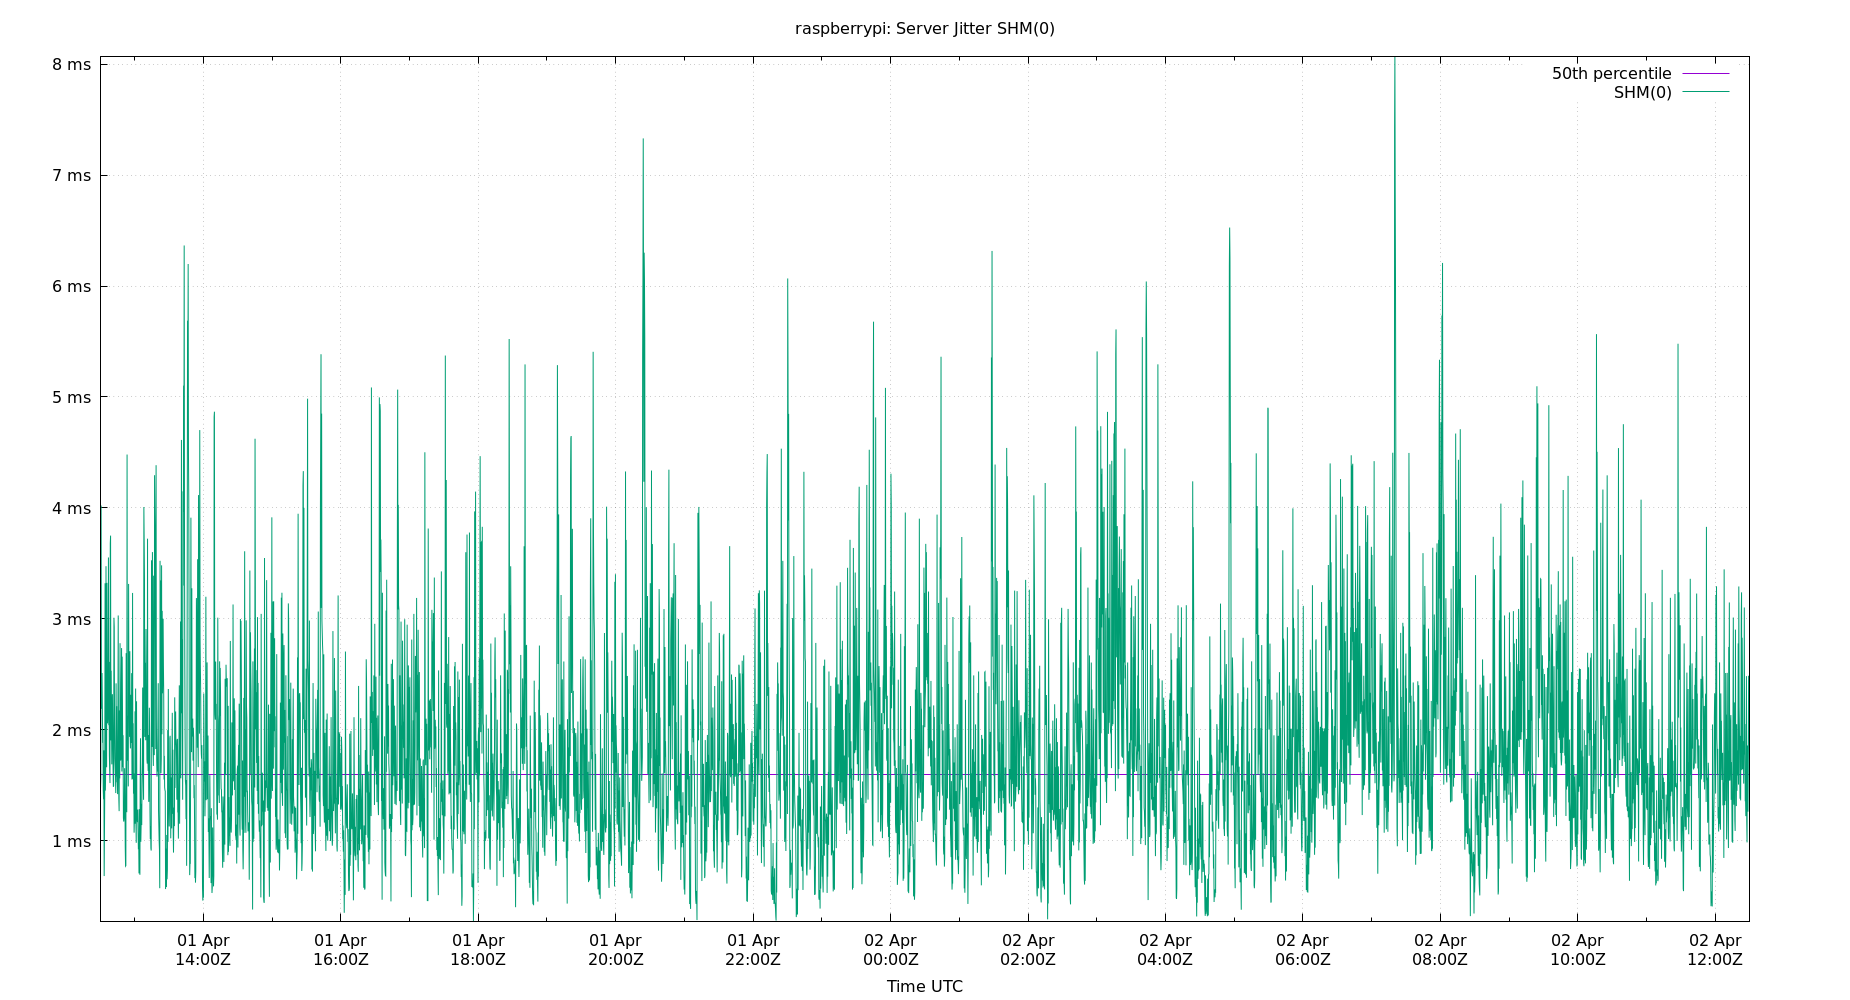 raspberrypi: Server Jitter SHM(0)
8 ms
7 ms
6 ms
5 ms
4 ms
3 ms
2 ms
1 ms
50th percentile
SHM(0)
01 Apr
14:00Z
01 Apr
16:00Z
01 Apr
18:00Z
01 Apr
20:00Z
01 Apr
22:00Z
02 Apr
00:00Z
02 Apr
02:00Z
02 Apr
04:00Z
02 Apr
06:00Z
02 Apr
08:00Z
02 Apr
10:00Z
02 Apr
12:00Z
Time UTC